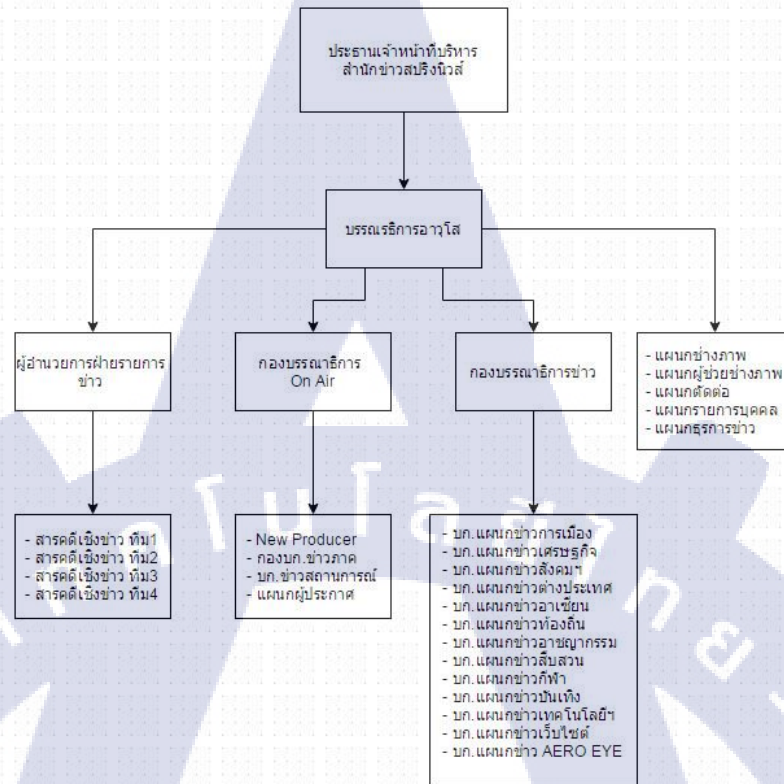 ประธานเจ้าหน้าที่บริหาร
สำนักข่าวสปริงนิวส์
บรรณรธิการอาวุโส
ผู้อำนวยการฝ่ายรายการ
ข่าว
กองบรรณาธิการ
On Air
กองบรรณาธิการข่าว
- แผนกช่างภาพ
- แผนกผู้ช่วยช่างภาพ
- แผนกตัดต่อ
- แผนกรายการบุคคล
- แผนกธุรการข่าว
- สารคดีเชิงข่าว ทีม1
- สารคดีเชิงข่าว ทีม2
- สารคดีเชิงข่าว ทีม3
- สารคดีเชิงข่าว ทีม4
- New Producer
- กองบก.ข่าวภาค
- บก.ข่าวสถานการณ์
- แผนกผู้ประกาศ
- บก.แผนกข่าวการเมือง
- บก.แผนกข่าวเศรษฐกิจ
- บก.แผนกข่าวสังคมฯ
- บก.แผนกข่าวต่างประเทศ
- บก.แผนกข่าวอาเซียน
- บก.แผนกข่าวท้องถิ่น
- บก.แผนกข่าวอาชญากรรม
- บก.แผนกข่าวสืบสวน
- บก.แผนกข่าวกีฬา
- บก.แผนกข่าวบันเทิง
- บก.แผนกข่าวเทคโนโลยีฯ
- บก.แผนกข่าวเว็บไซต์
- บก.แผนกข่าว AERO EYE